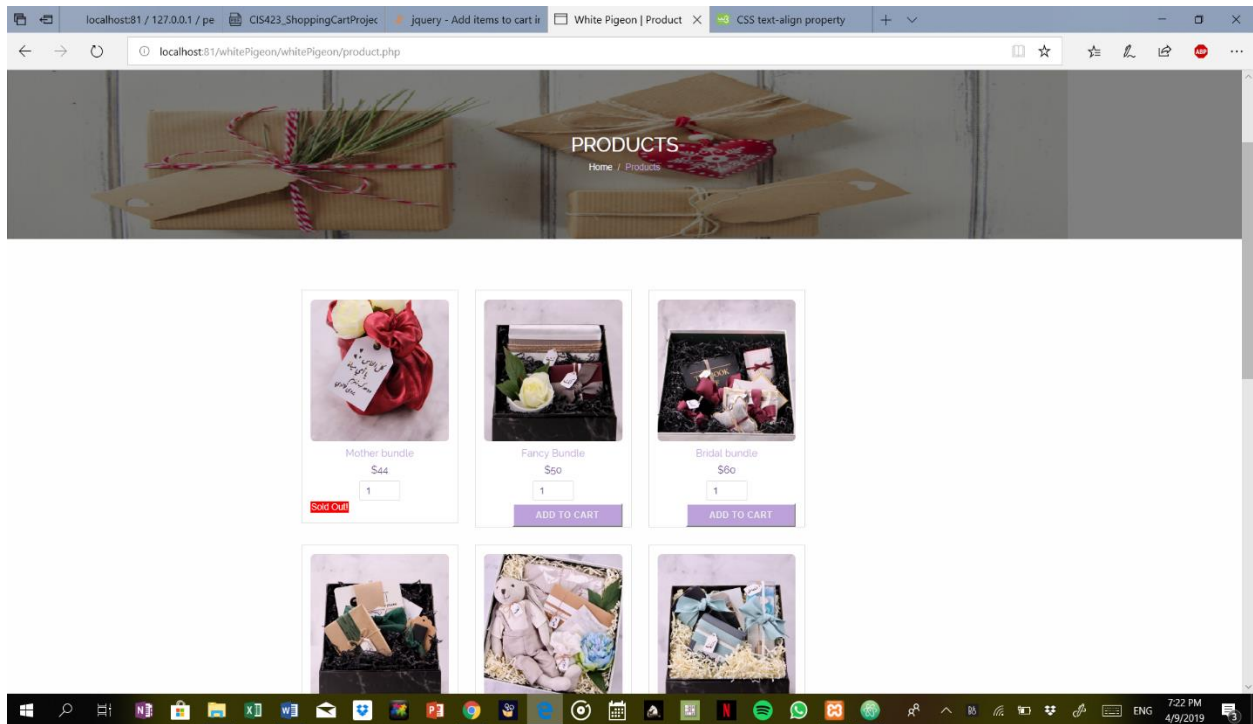 localhost:81 / 127.0.0.1 / pe
CIS423_ShoppingCartProjec
jquery - Add items to cart ir
White Pigeon | Product
CSS text-align property
localhost:81/whitePigeon/whitePigeon/product.php
ABP
PRODUCTS
Home / Products
Mother bundle
$44
1
Sold Out!
Fancy Bundle
$50
1
ADD TO CART
Bridal bundle
$60
1
ADD TO CART
ENG
7:22 PM
4/9/2019